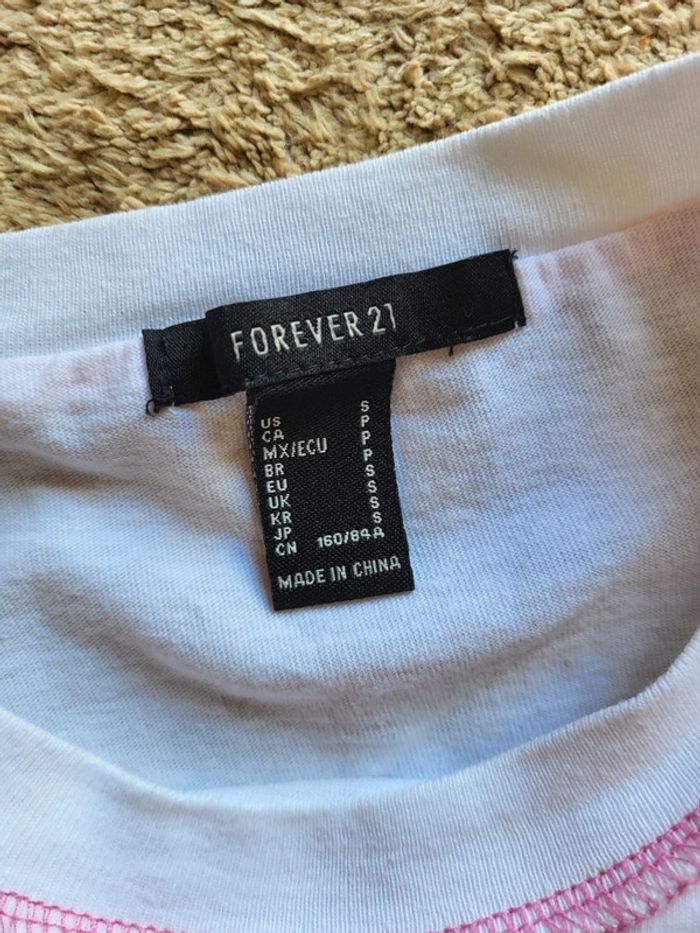 FOREVER 21
US S
CA P
MX/ECU P
BR P
EU S
UK S
KR S
JP S
CN 160/84A
MADE IN CHINA